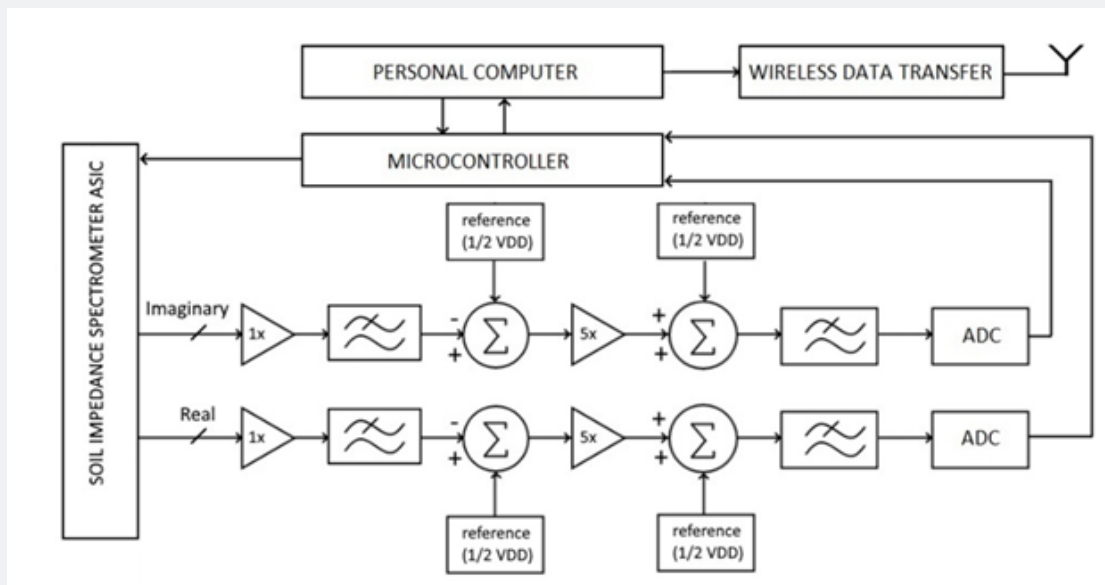 PERSONAL COMPUTER
WIRELESS DATA TRANSFER
MICROCONTROLLER
SOIL IMPEDANCE SPECTROMETER ASIC
reference
(1/2 VDD)
reference
(1/2 VDD)
Imaginary
1x
-
+
Σ
5x
+
+
Σ
ADC
Real
1x
-
+
Σ
5x
+
+
Σ
ADC
reference
(1/2 VDD)
reference
(1/2 VDD)